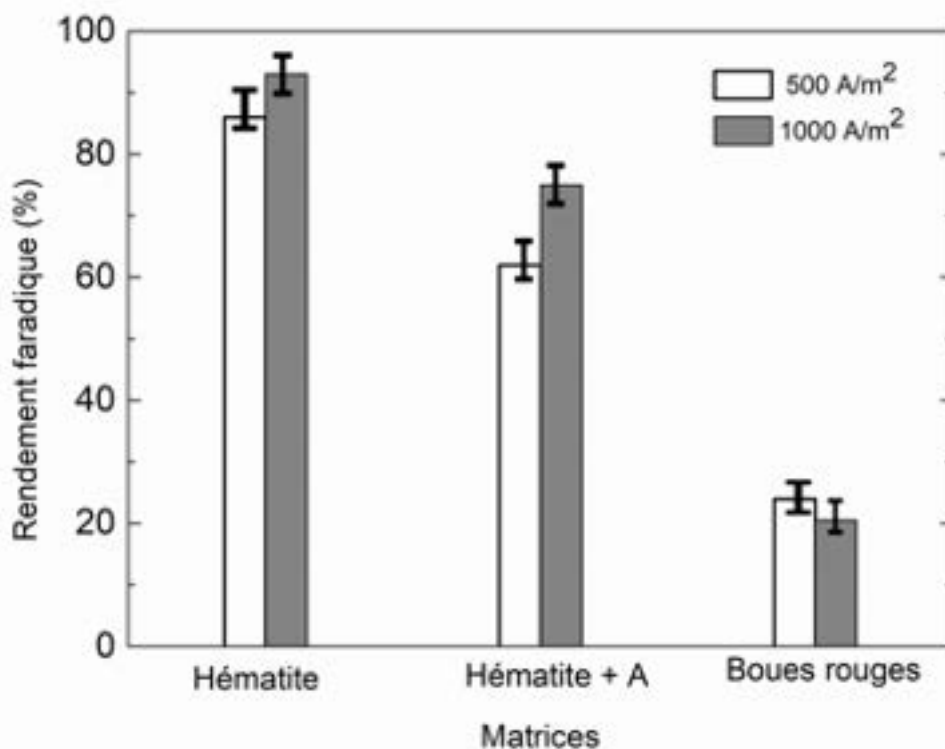 100
80
60
40
20
0
Rendement faradique (%)
500 A/m²
1000 A/m²
Hématite
Hématite + A
Boues rouges
Matrices